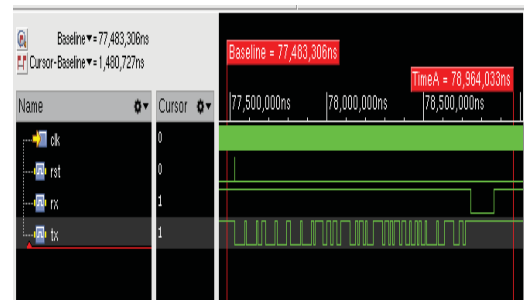 Baseline▼= 77,483,306ns
Cursor-Baseline▼= 1,480,727ns
Baseline = 77,483,306ns
TimeA = 78,964,033ns
Name
Cursor
77,500,000ns
78,000,000ns
78,500,000ns
clk
0
rst
0
rx
1
tx
1